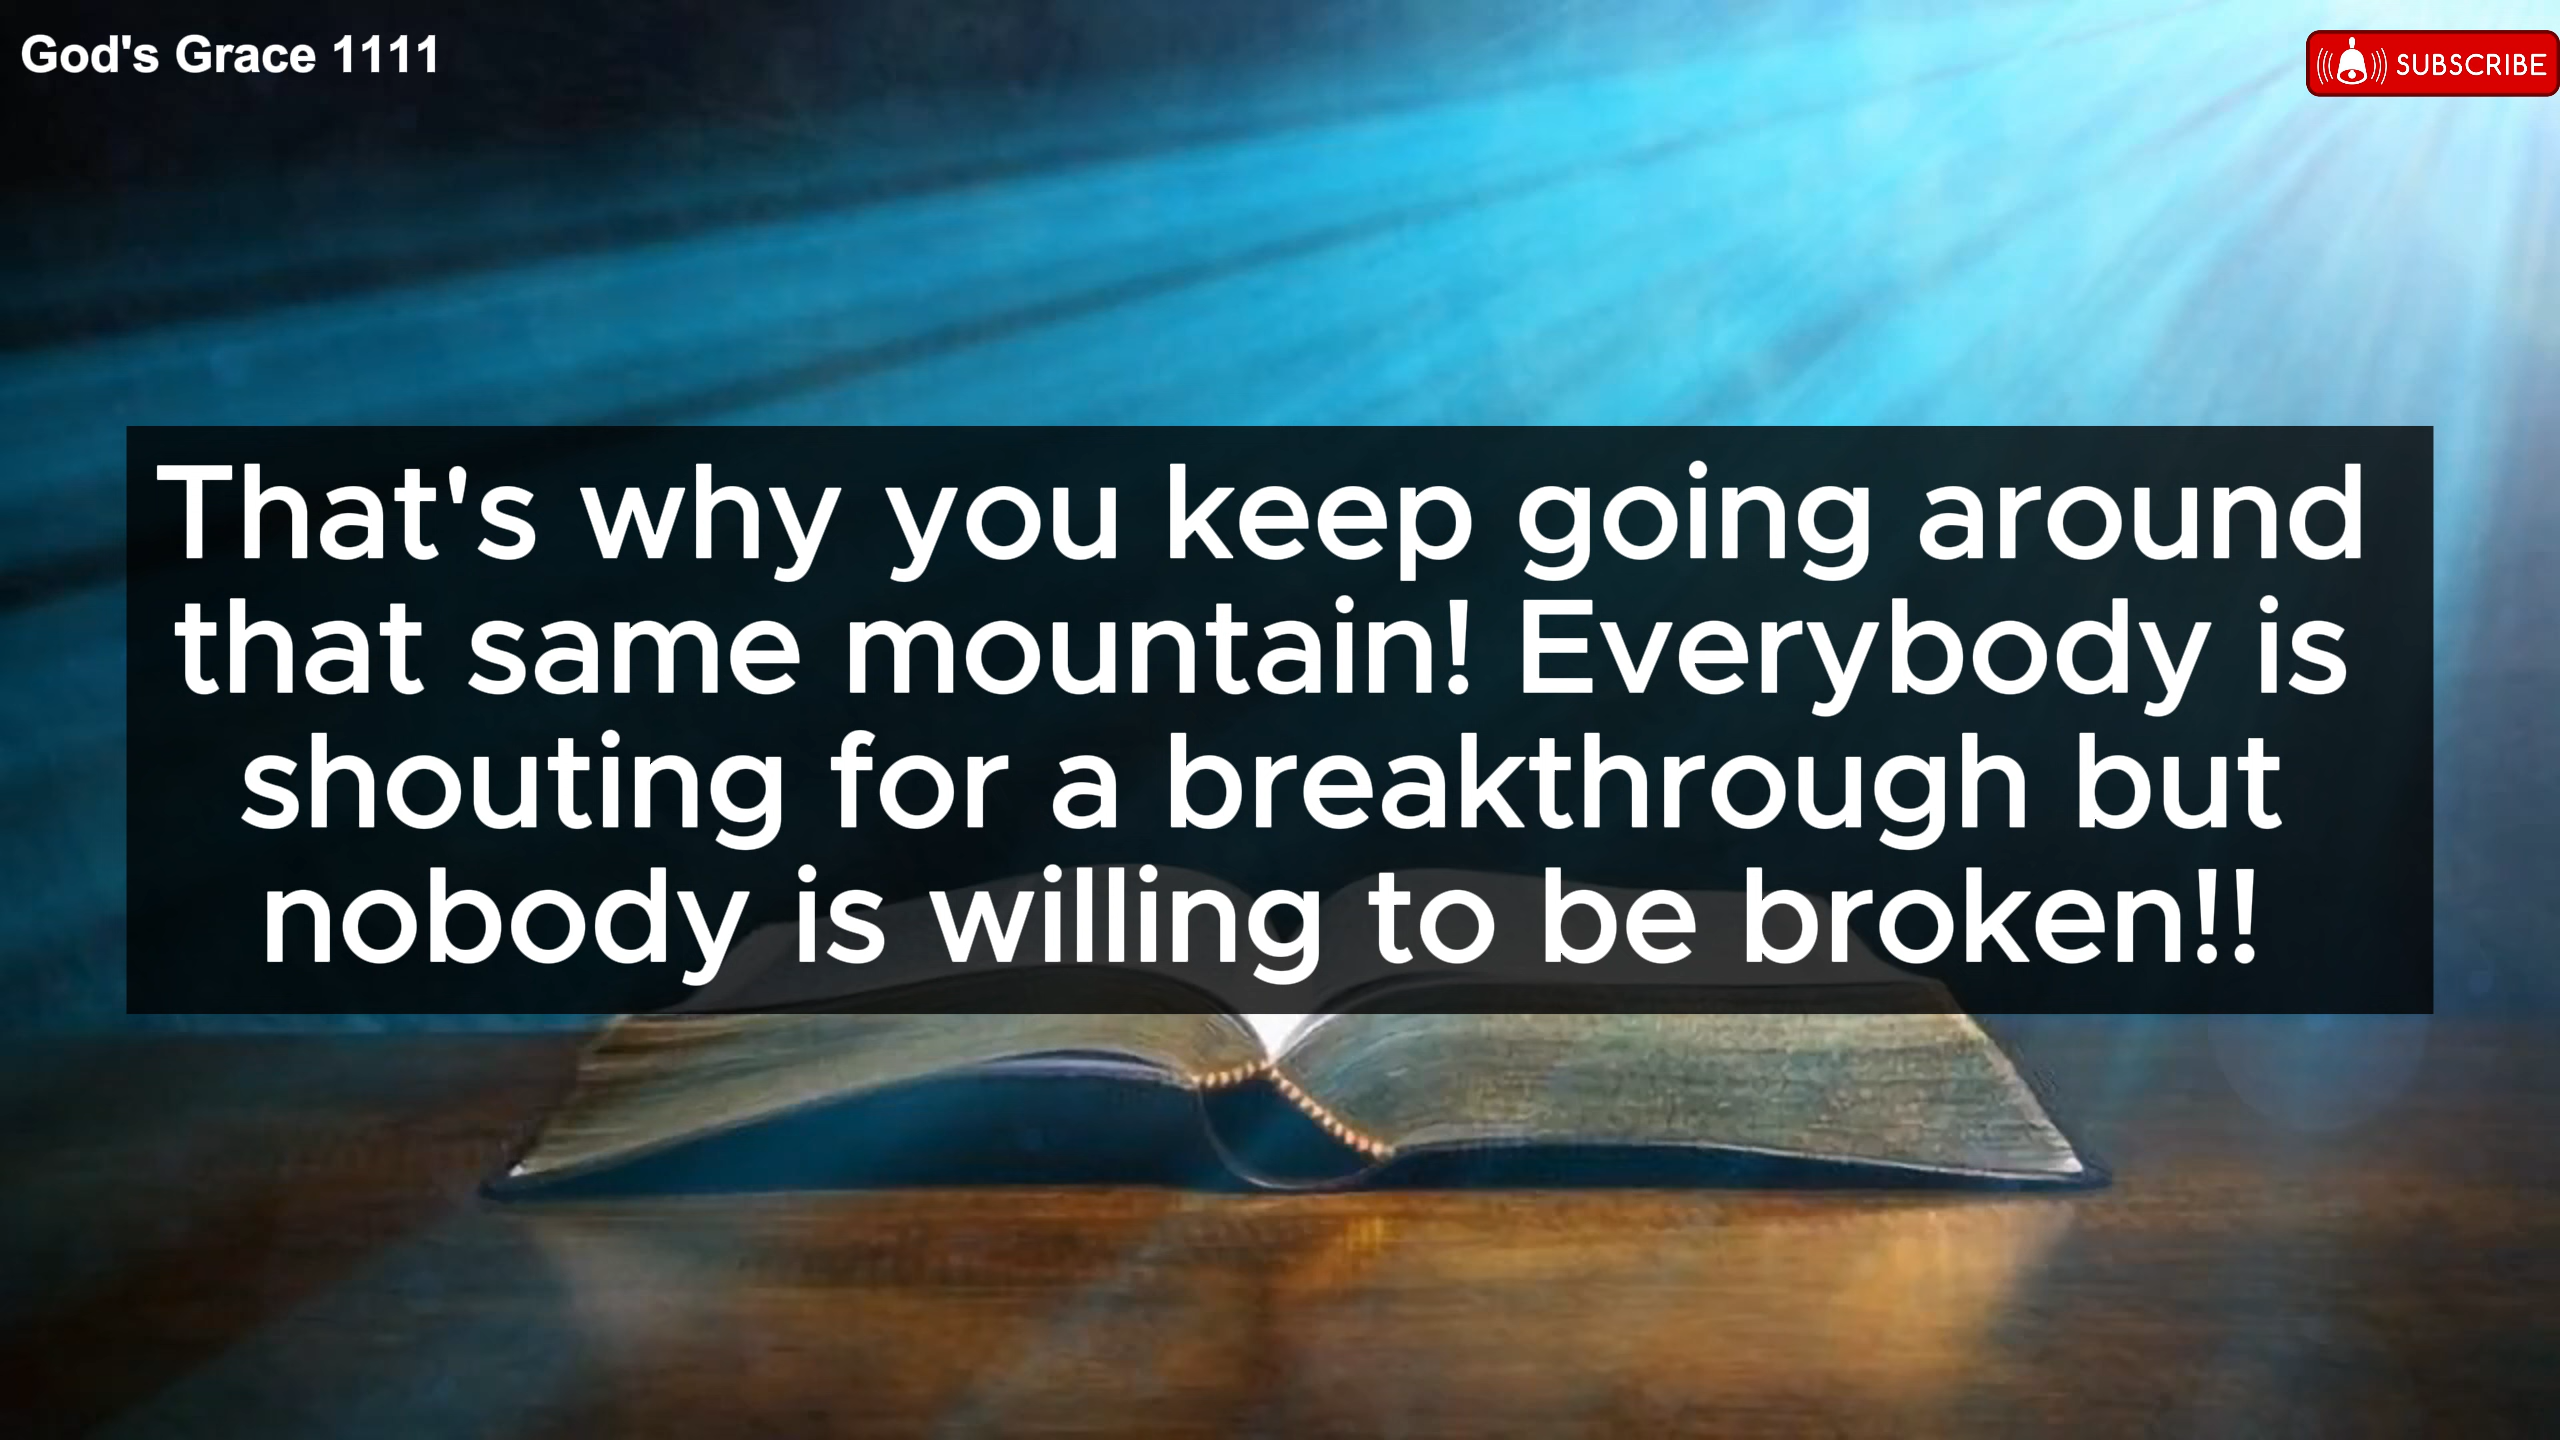 God's Grace 1111
SUBSCRIBE
That's why you keep going around
that same mountain! Everybody is
shouting for a breakthrough but
nobody is willing to be broken!!